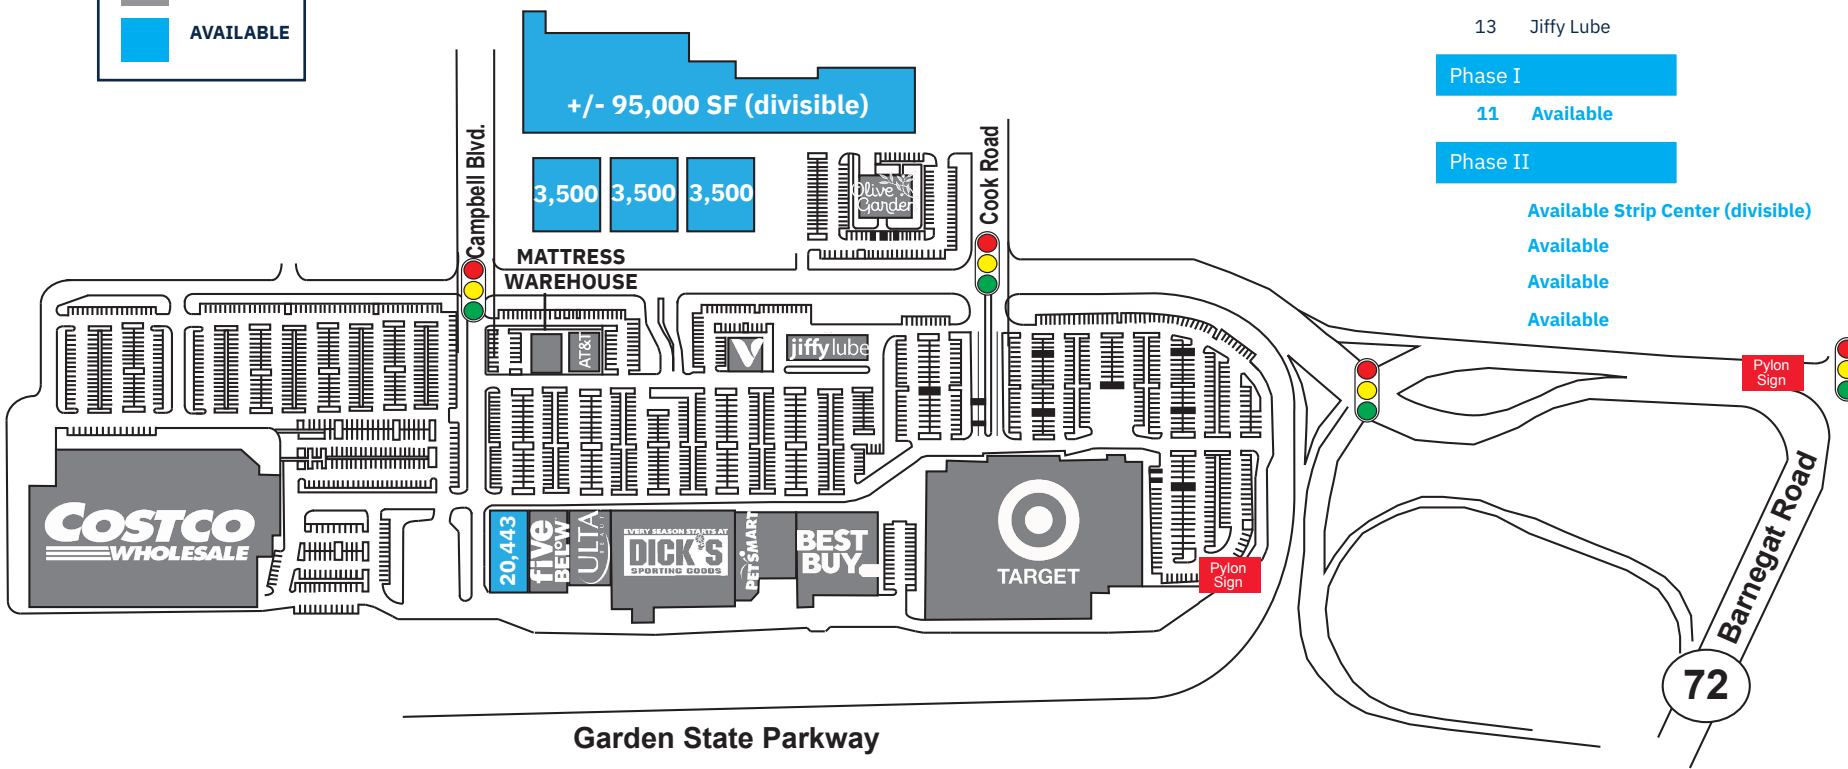 AVAILABLE
13 Jiffy Lube
Phase I
11 Available
Phase II
Available Strip Center (divisible)
Available
Available
Available
+/- 95,000 SF (divisible)
3,500 3,500 3,500
Campbell Blvd.
Cook Road
Olive
Garden
MATTRESS
WAREHOUSE
AT&T
jiffy lube
Pylon
Sign
COSTCO
WHOLESALE
20,443
five
BELOW
ULTA
EVERY SEASON STARTS AT
DICK'S
SPORTING GOODS
PETSMART
BEST
BUY
TARGET
Pylon
Sign
Barnegat Road
72
Garden State Parkway